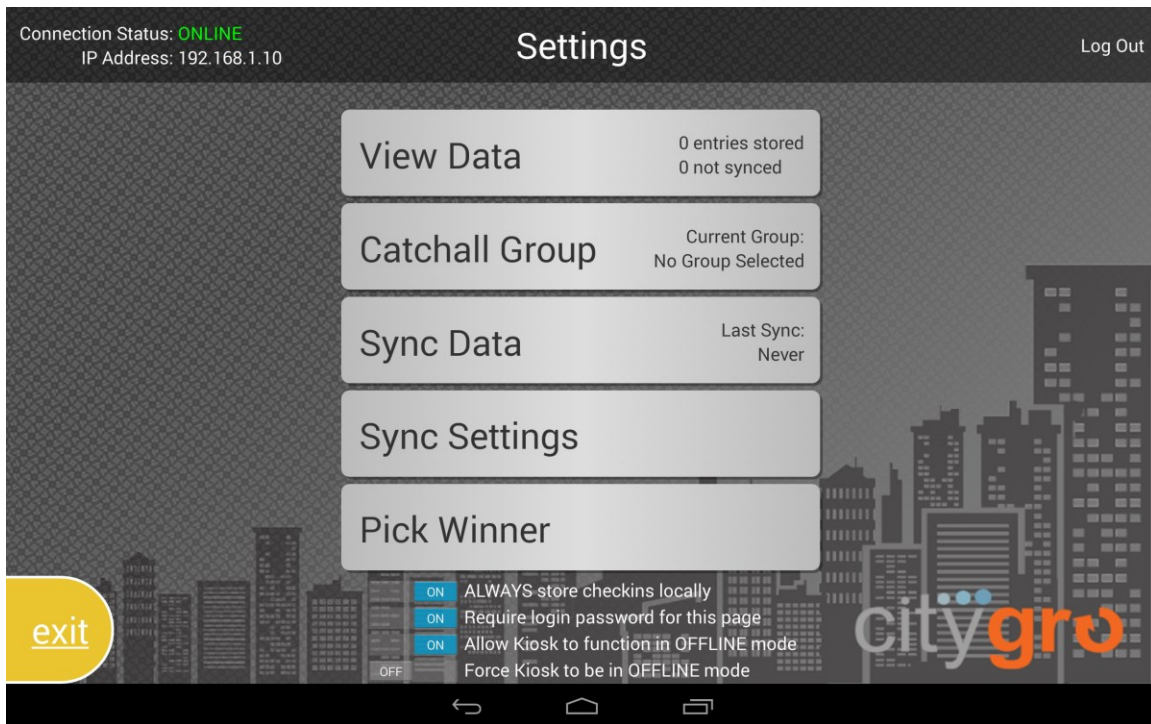 Connection Status: ONLINE
IP Address: 192.168.1.10
Settings
Log Out
View Data
0 entries stored
0 not synced
Catchall Group
Current Group:
No Group Selected
Sync Data
Last Sync:
Never
Sync Settings
Pick Winner
ON ALWAYS store checkins locally
ON Require login password for this page
ON Allow Kiosk to function in OFFLINE mode
OFF Force Kiosk to be in OFFLINE mode
exit
citygro